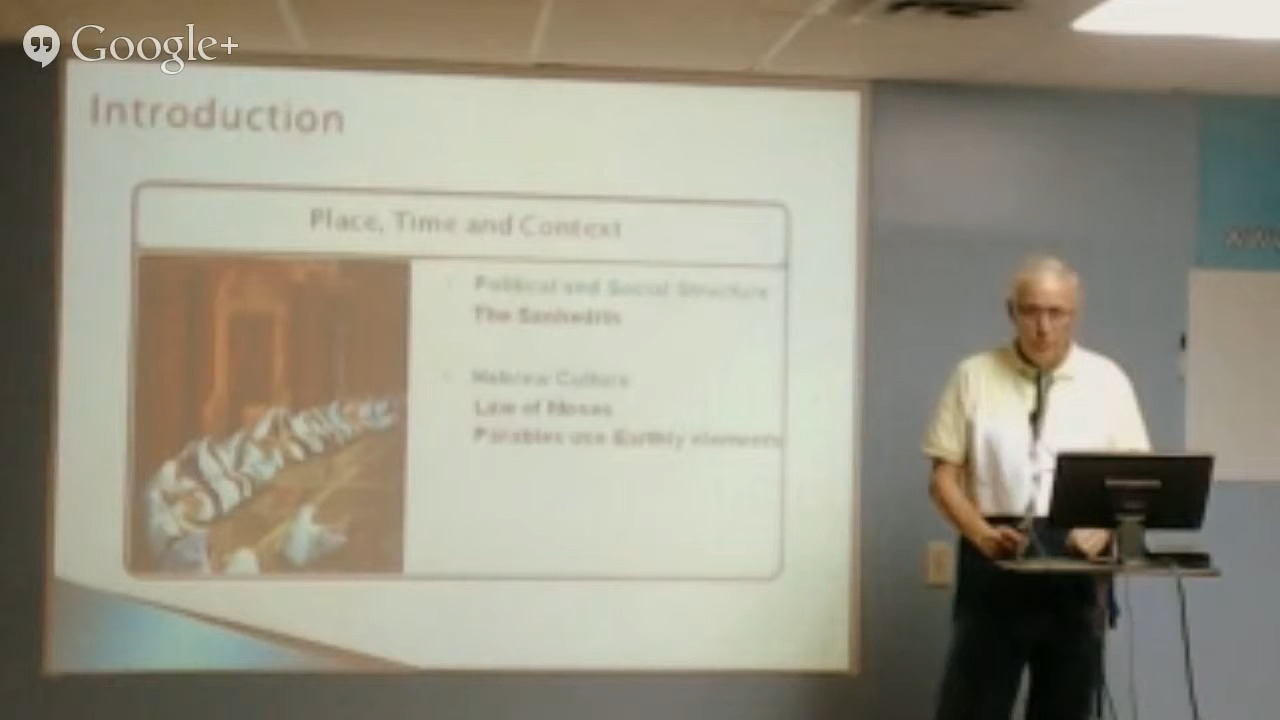 Google+
Introduction
Place, Time and Context
Political and Social Structure
The Sanhedrin
Hebrew Culture
Law of Moses
Parables use Earthly elements